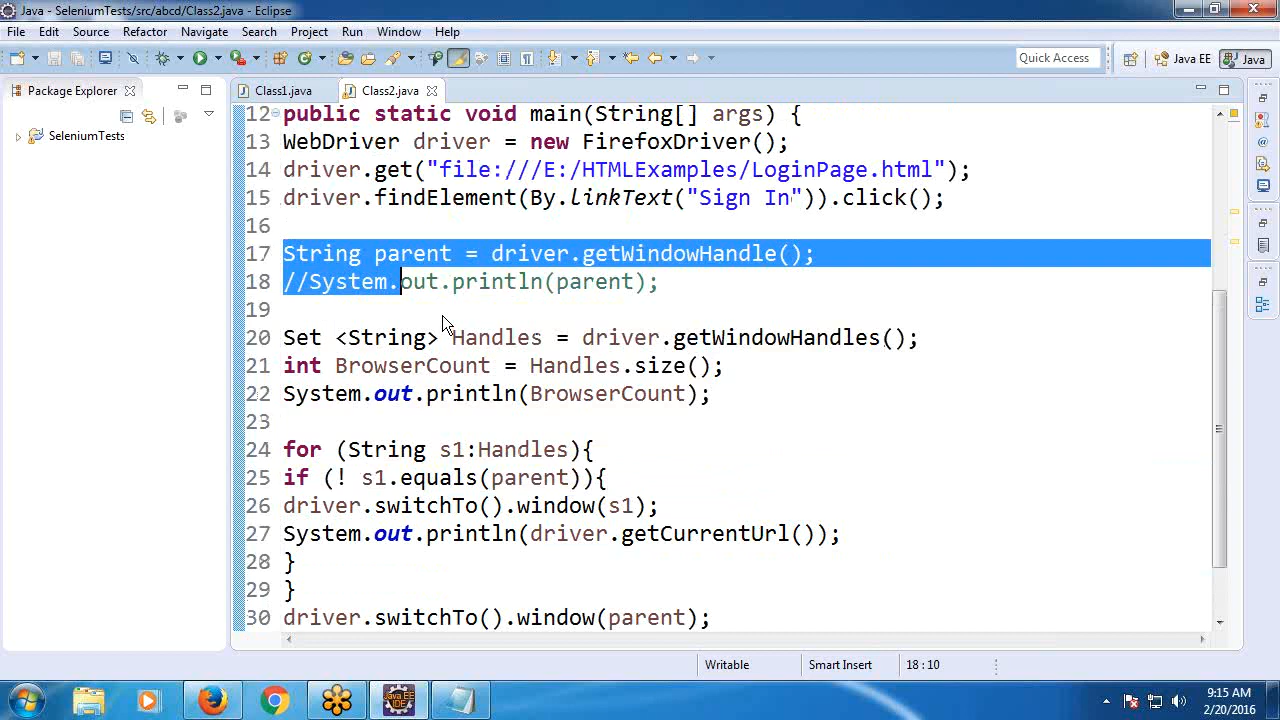 Java - SeleniumTests/src/abcd/Class2.java - Eclipse
File Edit Source Refactor Navigate Search Project Run Window Help
Quick Access Java EE Java
Package Explorer Class1.java Class2.java
SeleniumTests
12 public static void main(String[] args) {
13 WebDriver driver = new FirefoxDriver();
14 driver.get("file:///E:/HTMLExamples/LoginPage.html");
15 driver.findElement(By.linkText("Sign In")).click();
16
17 String parent = driver.getWindowHandle();
18 //System.out.println(parent);
19
20 Set <String> Handles = driver.getWindowHandles();
21 int BrowserCount = Handles.size();
22 System.out.println(BrowserCount);
23
24 for (String s1:Handles){
25 if (! s1.equals(parent)){
26 driver.switchTo().window(s1);
27 System.out.println(driver.getCurrentUrl());
28 }
29 }
30 driver.switchTo().window(parent);
Writable Smart Insert 18 : 10
Java EE IDE
9:15 AM
2/20/2016